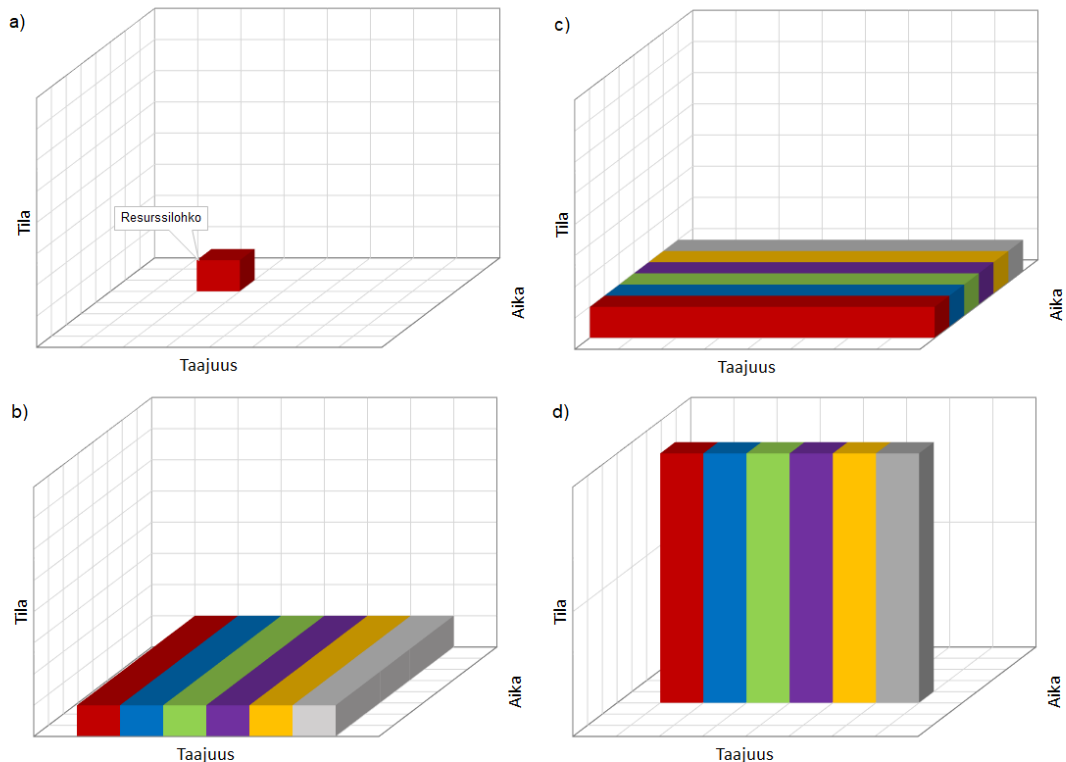 a)
Tila
Resurssilohko
Aika
Taajuus
c)
Tila
Aika
Taajuus
b)
Tila
Aika
Taajuus
d)
Tila
Aika
Taajuus